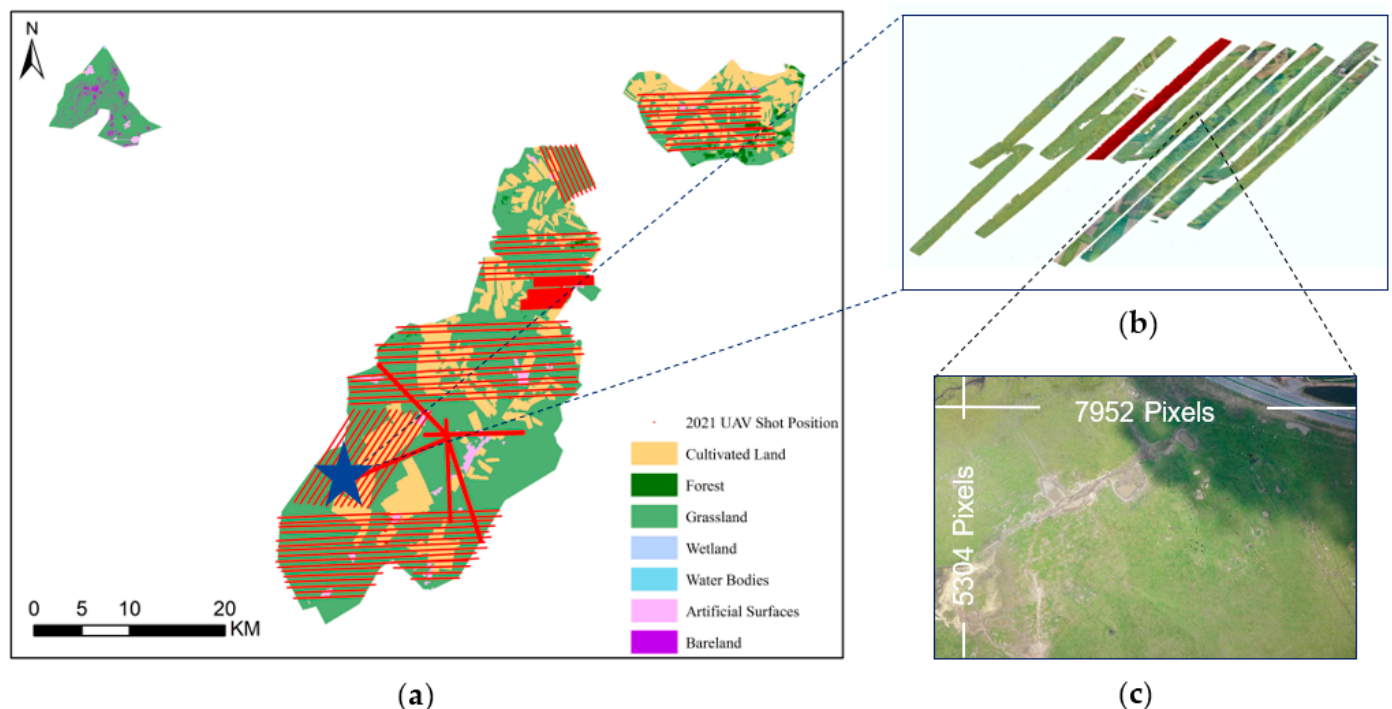 N
2021 UAV Shot Position
Cultivated Land
Forest
Grassland
Wetland
Water Bodies
Artificial Surfaces
Bareland
0 5 10 20
KM
(a)
(b)
7952 Pixels
5304 Pixels
(c)